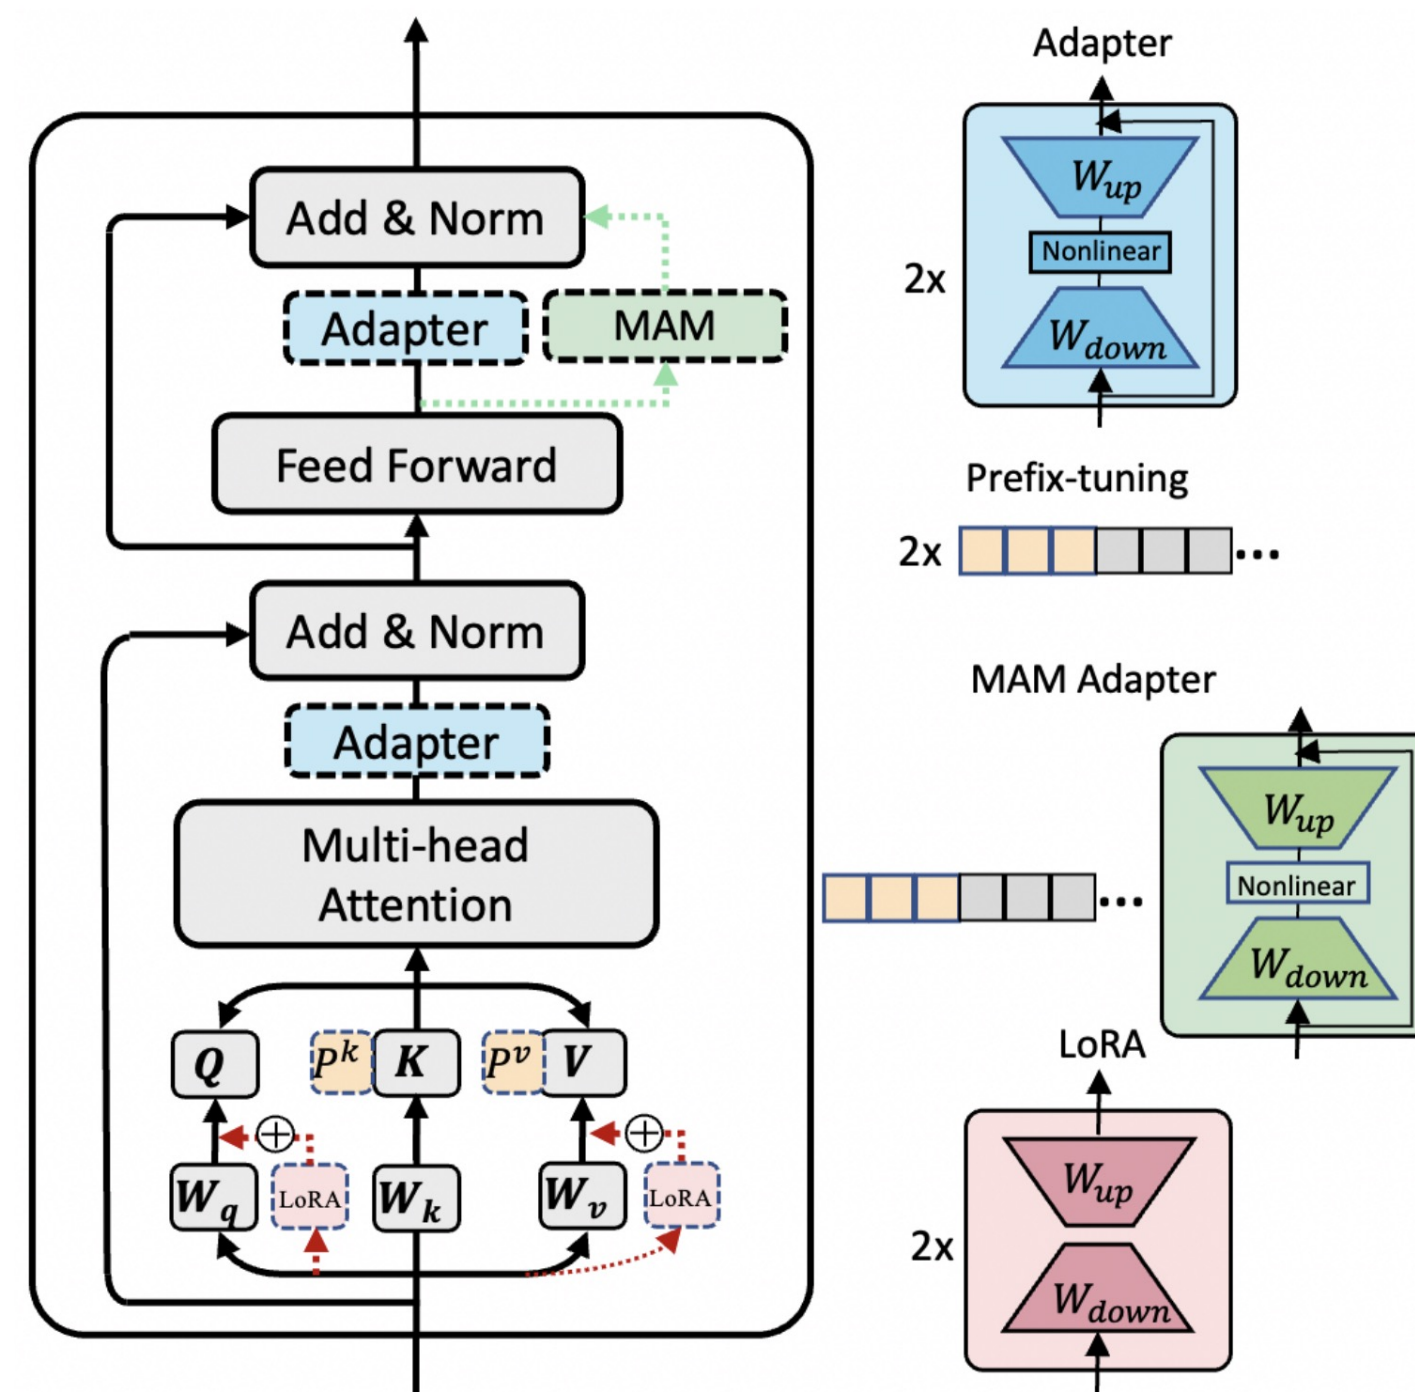 Add & Norm
Adapter
MAM
Feed Forward
Add & Norm
Adapter
Multi-head
Attention
Q
P^k
K
P^v
V
W_q
LoRA
W_k
W_v
LoRA
Adapter
W_up
Nonlinear
2x
W_down
Prefix-tuning
2x
...
MAM Adapter
W_up
Nonlinear
...
W_down
LoRA
W_up
2x
W_down